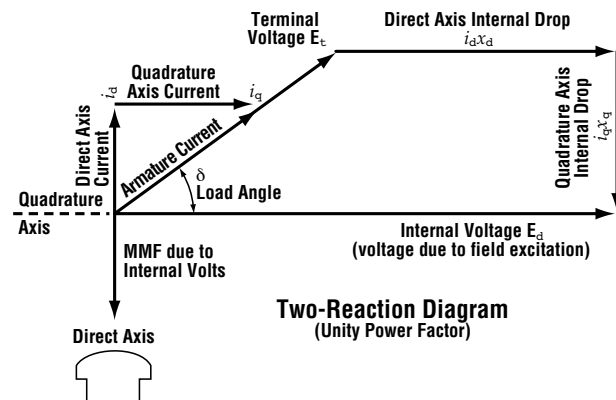 Terminal
Voltage Eₜ
Direct Axis Internal Drop
i_d x_d
Quadrature
Axis Current
i_d
i_q
Direct Axis
Current
Armature Current
δ
Load Angle
Quadrature Axis
Internal Drop
i_q x_q
Quadrature
Axis
Internal Voltage E_d
(voltage due to field excitation)
MMF due to
Internal Volts
Two-Reaction Diagram
(Unity Power Factor)
Direct Axis